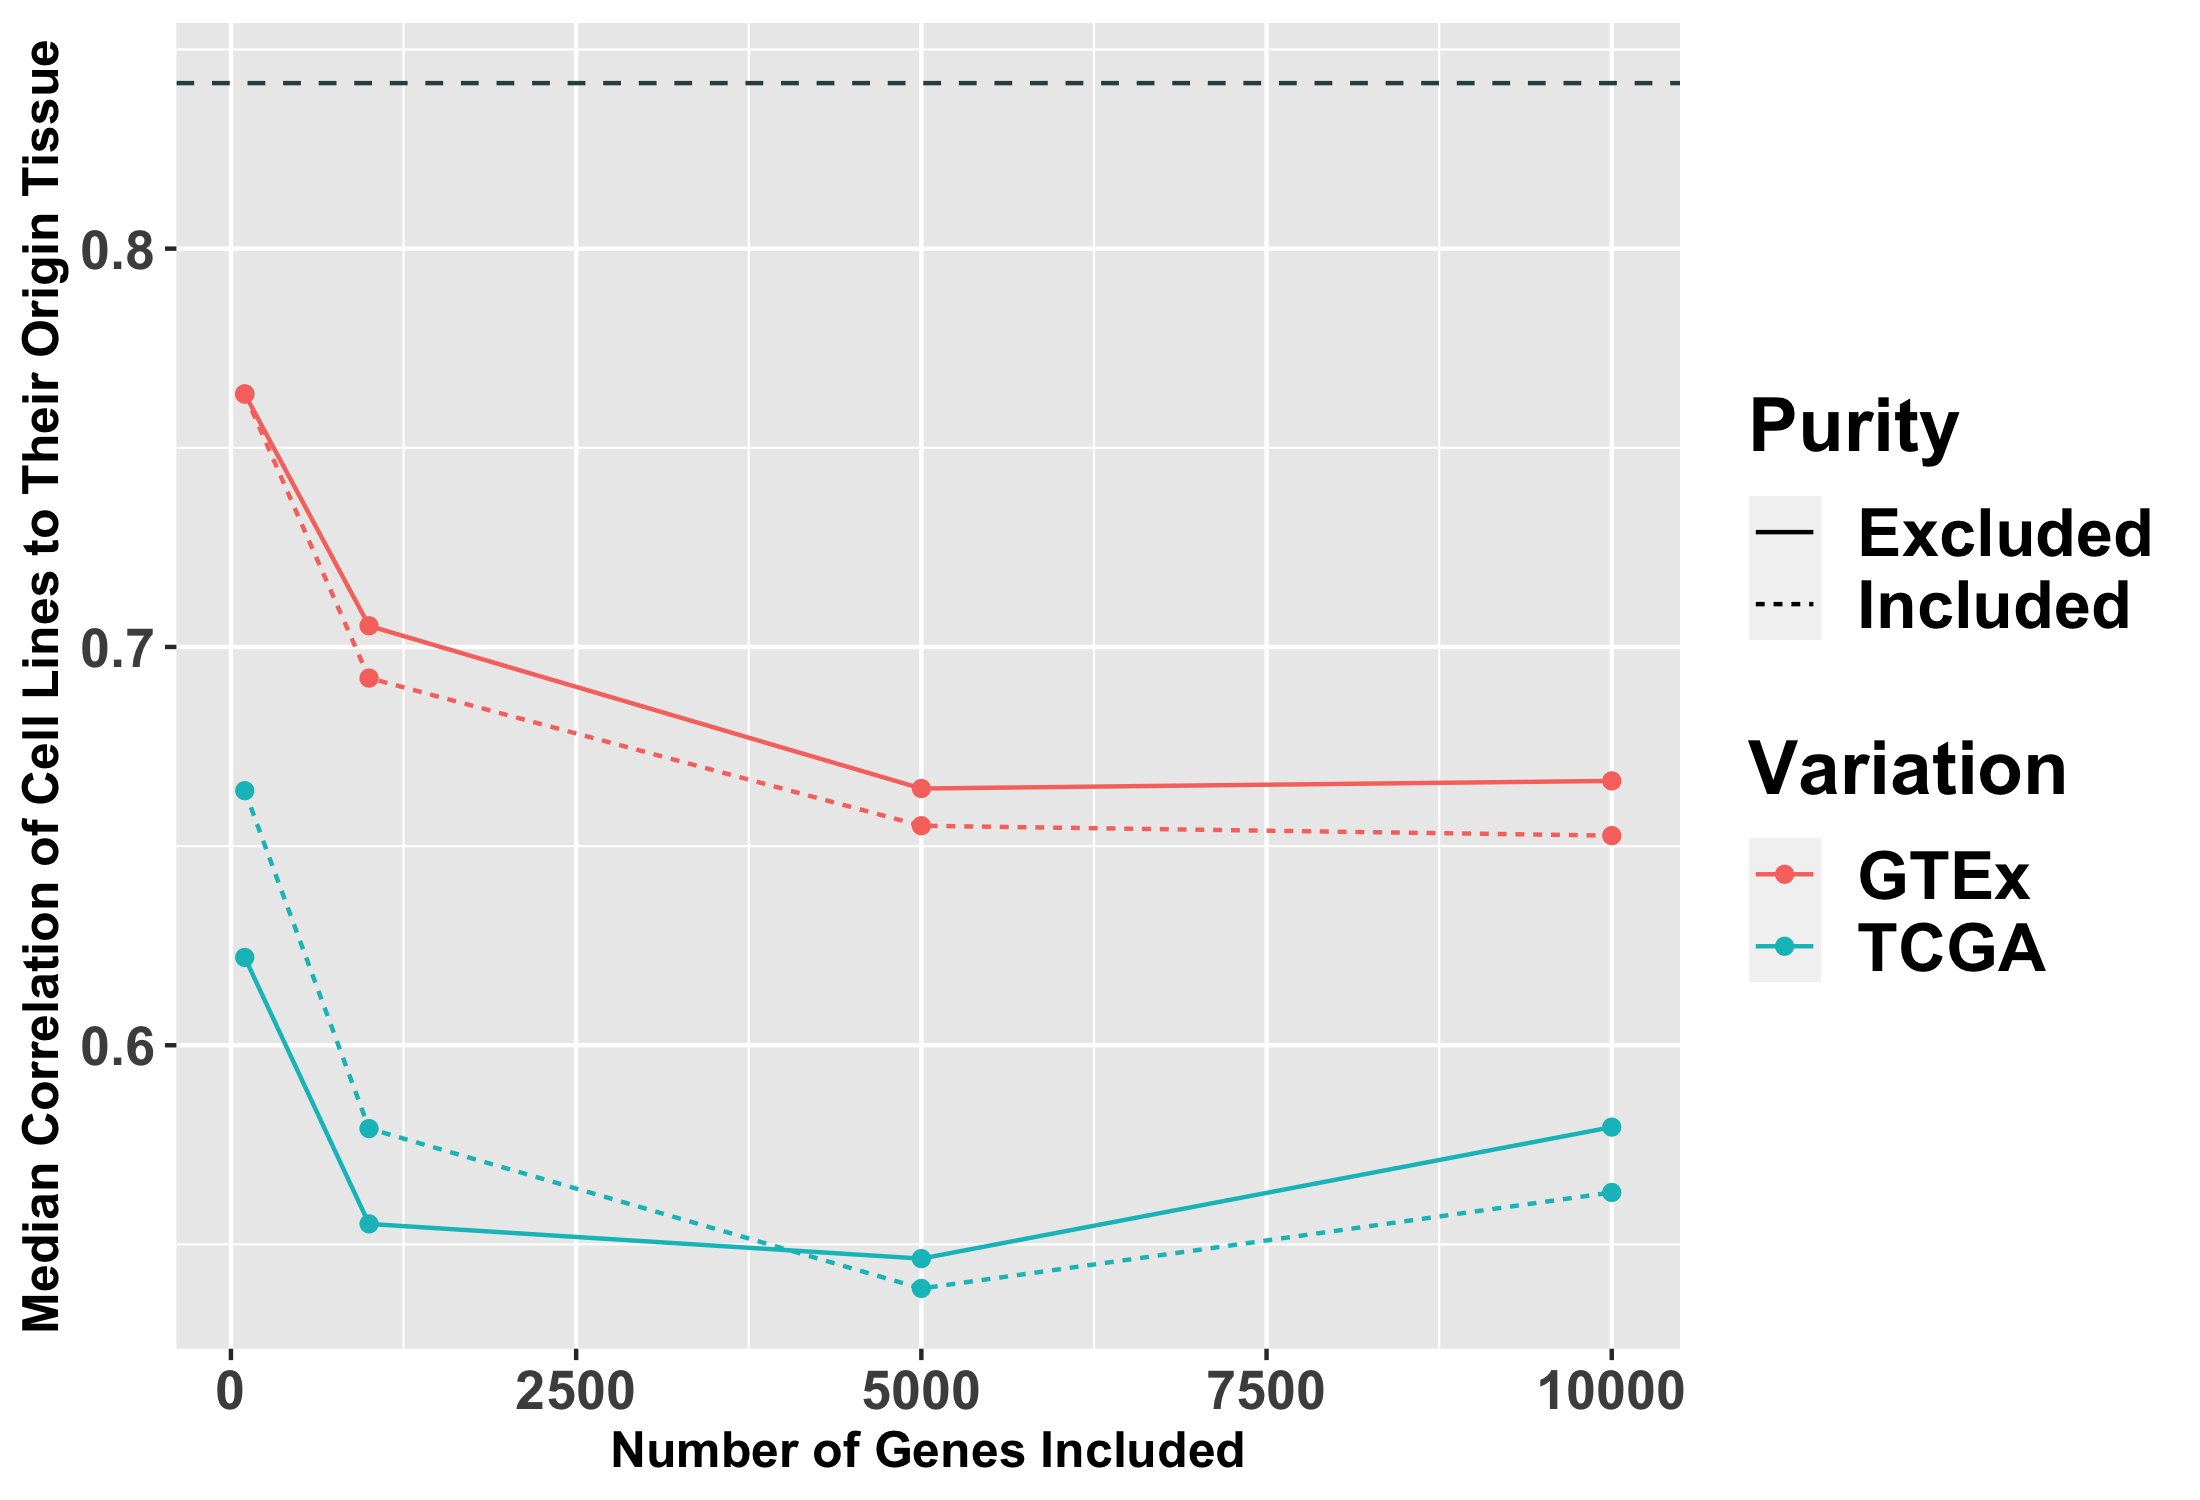 Median Correlation of Cell Lines to Their Origin Tissue
0.8
0.7
0.6
0
2500
5000
7500
10000
Number of Genes Included
Purity
Excluded
Included
Variation
GTEx
TCGA